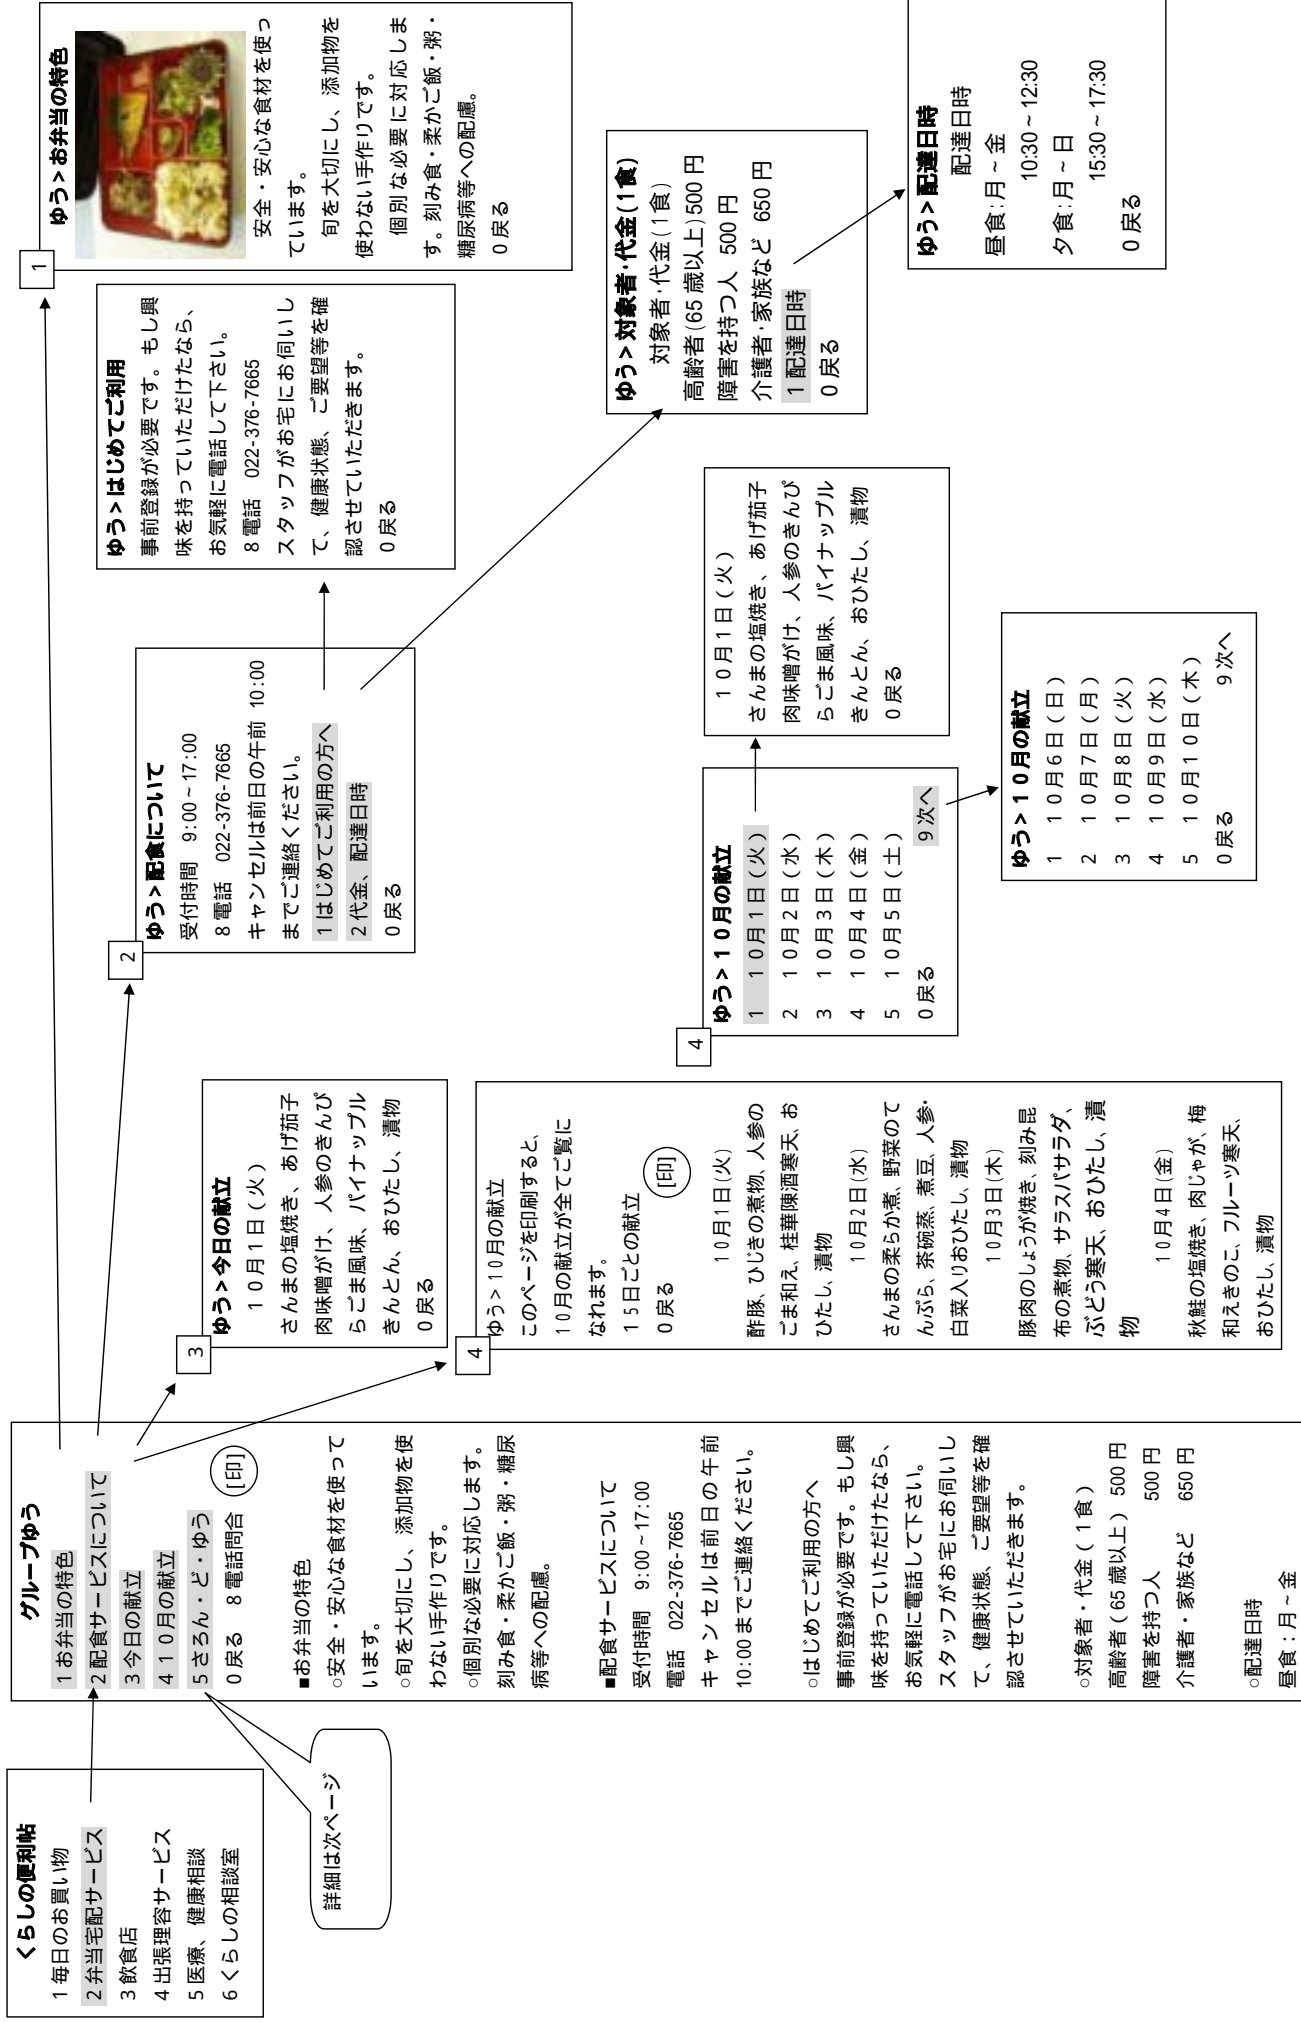 くらしの便利帖
1毎日のお買い物
2弁当宅配サービス
3飲食店
4出張理容サービス
5医療、健康相談
6くらしの相談室
詳細は次ページ
グループゆう
1お弁当の特色
2配食サービスについて
3今日の献立
4１０月の献立
5さろん・ど・ゆう
0戻る　8電話問合　[印]
■お弁当の特色
○安全・安心な食材を使って
います。
○旬を大切にし、添加物を使
わない手作りです。
○個別な必要に対応します。
刻み食・柔かご飯・粥・糖尿
病等への配慮。
■配食サービスについて
受付時間　9:00～17:00
電話　022-376-7665
キャンセルは前日の午前
10:00までご連絡ください。
○はじめてご利用の方へ
事前登録が必要です。もし興
味を持っていただけたなら、
お気軽に電話して下さい。
スタッフがお宅にお伺いし
て、健康状態、ご要望等を確
認させていただきます。
○対象者・代金（１食）
高齢者（65歳以上）500円
障害を持つ人　500円
介護者・家族など　650円
○配達日時
昼食：月～金
3
ゆう>今日の献立
１０月１日（火）
さんまの塩焼き、あげ茄子
肉味噌がけ、人参のきんぴ
らごま風味、パイナップル
きんとん、おひたし、漬物
0戻る
4
ゆう> 10月の献立
このページを印刷すると、
10月の献立が全てご覧に
なれます。
１５日ごとの献立
0戻る　[印]
10月1日(火)
酢豚、ひじきの煮物、人参の
ごま和え、桂華陳酒寒天、お
ひたし、漬物
10月2日(水)
さんまの柔らか煮、野菜のて
んぷら、茶碗蒸、煮豆、人参・
白菜入りおひたし、漬物
10月3日(木)
豚肉のしょうが焼き、刻み昆
布の煮物、サラスパサラダ、
ぶどう寒天、おひたし、漬
物
10月4日(金)
秋鮭の塩焼き、肉じゃが、梅
和えきのこ、フルーツ寒天、
おひたし、漬物
2
ゆう>配食について
受付時間　9:00～17:00
8電話　022-376-7665
キャンセルは前日の午前 10:00
までご連絡ください。
1はじめてご利用の方へ
2代金、配達日時
0戻る
4
ゆう>１０月の献立
1　１０月１日（火）
2　１０月２日（水）
3　１０月３日（木）
4　１０月４日（金）
5　１０月５日（土）
0戻る　9次へ
１０月１日（火）
さんまの塩焼き、あげ茄子
肉味噌がけ、人参のきんぴ
らごま風味、パイナップル
きんとん、おひたし、漬物
0戻る
ゆう>１０月の献立
1　１０月６日（日）
2　１０月７日（月）
3　１０月８日（火）
4　１０月９日（水）
5　１０月１０日（木）
0戻る　9次へ
ゆう>はじめてご利用
事前登録が必要です。もし興
味を持っていただけたなら、
お気軽に電話して下さい。
8電話　022-376-7665
スタッフがお宅にお伺いし
て、健康状態、ご要望等を確
認させていただきます。
0戻る
1
ゆう>お弁当の特色
安全・安心な食材を使っ
ています。
旬を大切にし、添加物を
使わない手作りです。
個別な必要に対応しま
す。刻み食・柔かご飯・粥・
糖尿病等への配慮。
0戻る
ゆう>対象者・代金(１食)
対象者・代金(１食)
高齢者(65歳以上)500円
障害を持つ人 500円
介護者・家族など 650円
1配達日時
0戻る
ゆう>配達日時
配達日時
昼食:月～金
10:30～12:30
夕食:月～日
15:30～17:30
0戻る